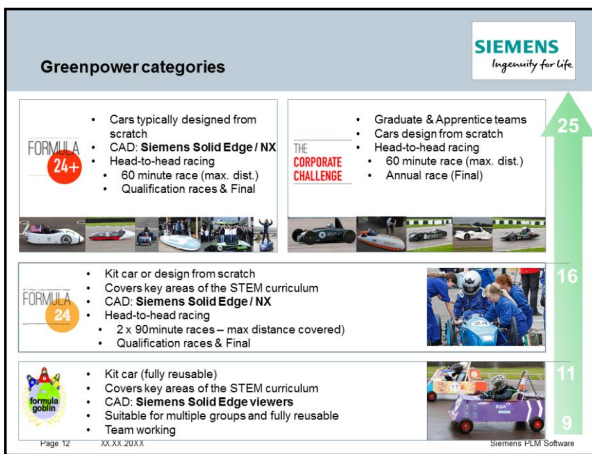 SIEMENS
Ingenuity for life
Greenpower categories
FORMULA
24+
• Cars typically designed from
scratch
• CAD: Siemens Solid Edge / NX
• Head-to-head racing
• 60 minute race (max. dist.)
• Qualification races & Final
THE
CORPORATE
CHALLENGE
• Graduate & Apprentice teams
• Cars design from scratch
• Head-to-head racing
• 60 minute race (max. dist.)
• Annual race (Final)
25
FORMULA
24
• Kit car or design from scratch
• Covers key areas of the STEM curriculum
• CAD: Siemens Solid Edge / NX
• Head-to-head racing
• 2 x 90minute races – max distance covered)
• Qualification races & Final
16
formula
goblin
• Kit car (fully reusable)
• Covers key areas of the STEM curriculum
• CAD: Siemens Solid Edge viewers
• Suitable for multiple groups and fully reusable
• Team working
11
9
Page 12 XX.XX.20XX Siemens PLM Software